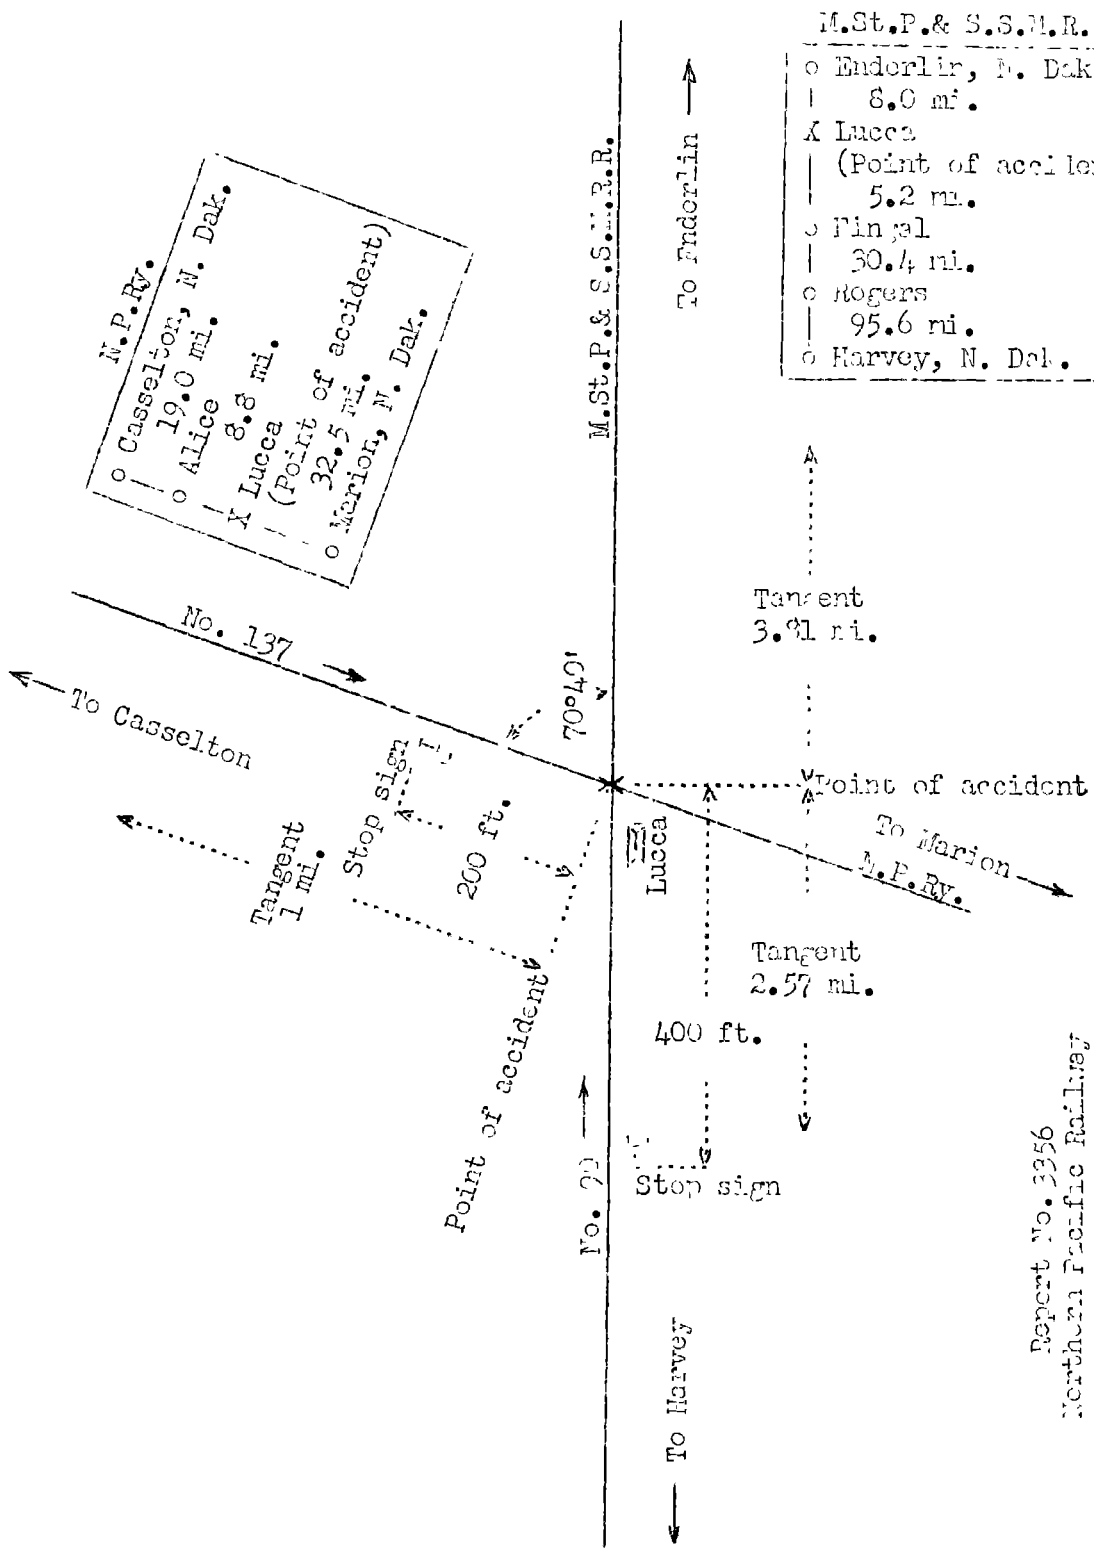 M.St.P.& S.S.M.R.
Enderlin, N. Dak
8.0 mi.
X Lucca
(Point of acciden
5.2 mi.
Fingal
30.4 mi.
Rogers
95.6 mi.
Harvey, N. Dak.
N.P.Ry.
Casselton, N. Dak.
19.0 mi.
Alice
8.8 mi.
X Lucca
(Point of accident)
32.5 mi.
Marion, N. Dak.
M.St.P.& S.S.M.R.R.
To Enderlin
No. 137
To Casselton
70°40'
Tangent
3.81 mi.
Stop sign
200 ft.
Tangent
1 mi.
Point of accident
Lucca
Point of accident
To Marion
N.P.Ry.
Tangent
2.57 mi.
400 ft.
Stop sign
No.
To Harvey
Report No. 3356
Northern Pacific Railway